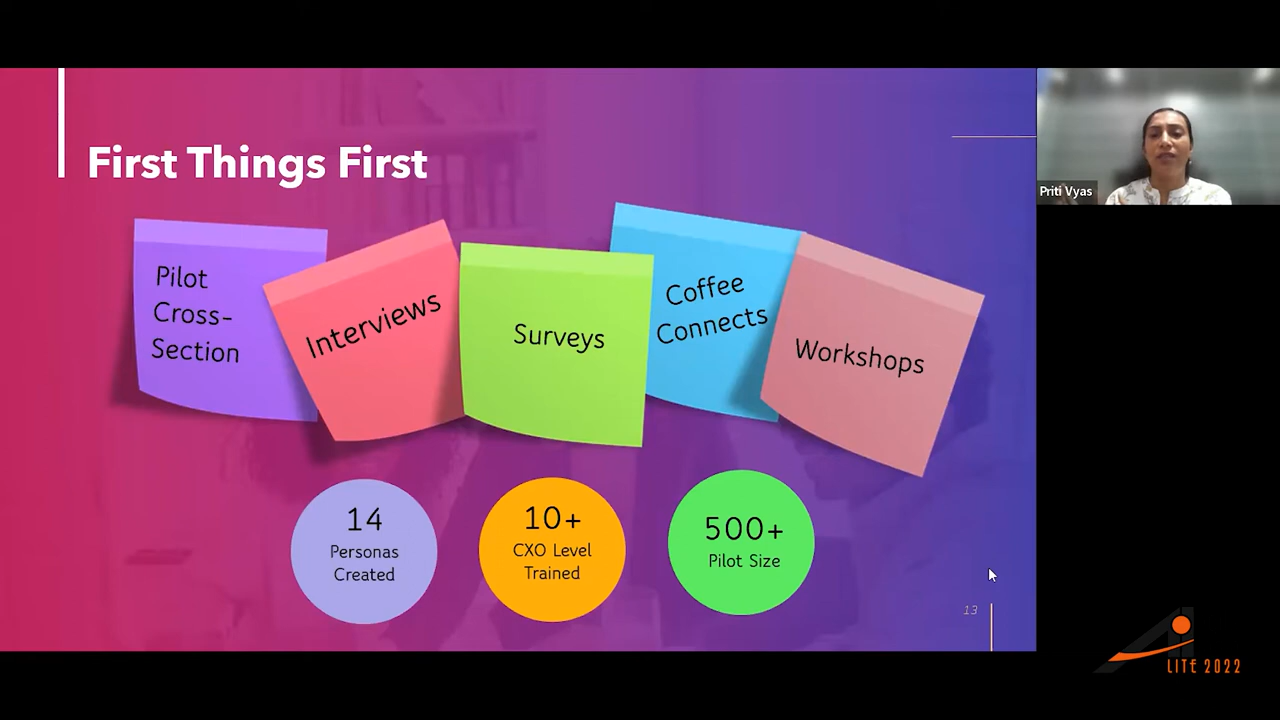 First Things First
Priti Vyas
Pilot
Cross-
Section
Interviews
Surveys
Coffee
Connects
Workshops
14
Personas
Created
10+
CXO Level
Trained
500+
Pilot Size
13
LITE 2022